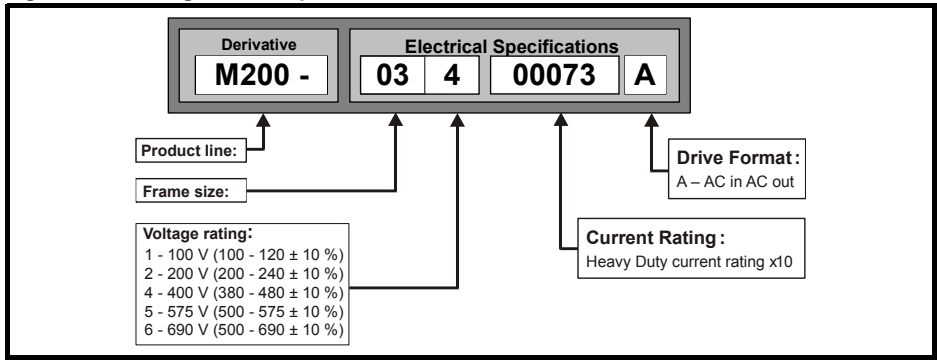 Derivative
Electrical Specifications
M200 - 03 4 00073 A
Product line:
Frame size:
Voltage rating:
1 - 100 V (100 - 120 ± 10 %)
2 - 200 V (200 - 240 ± 10 %)
4 - 400 V (380 - 480 ± 10 %)
5 - 575 V (500 - 575 ± 10 %)
6 - 690 V (500 - 690 ± 10 %)
Drive Format:
A – AC in AC out
Current Rating:
Heavy Duty current rating x10